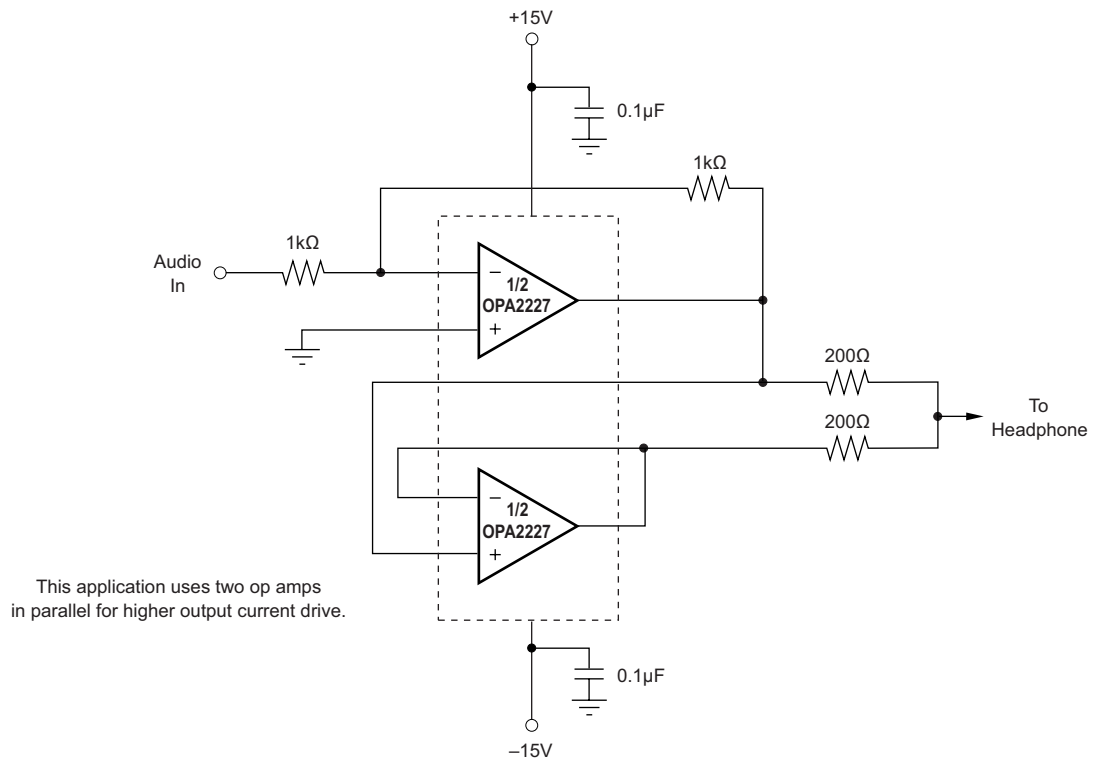 +15V
0.1µF
1kΩ
1kΩ
Audio
In
–
1/2
OPA2227
+
200Ω
To
Headphone
200Ω
–
1/2
OPA2227
+
This application uses two op amps
in parallel for higher output current drive.
0.1µF
–15V